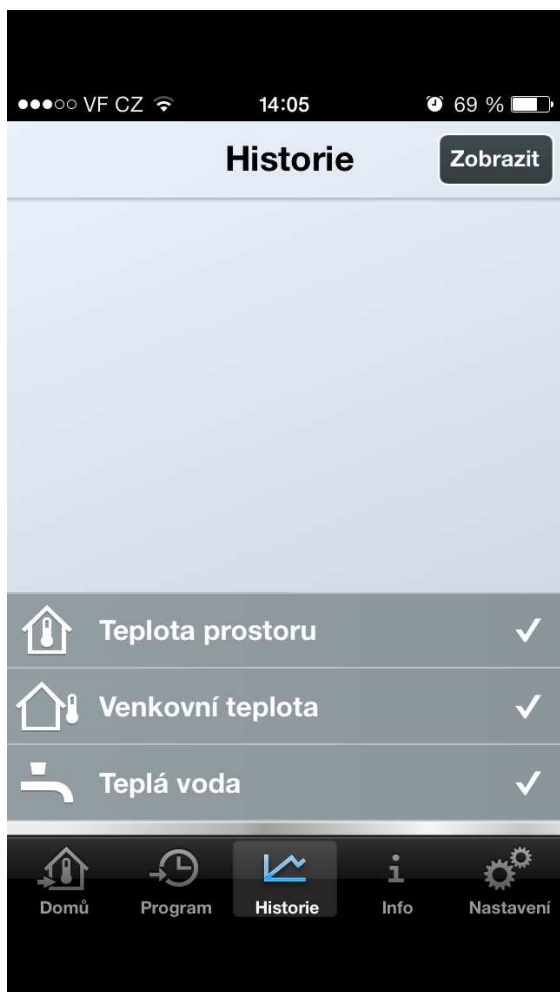 VF CZ 14:05 69 %
Historie Zobrazit
Teplota prostoru
Venkovní teplota
Teplá voda
Domů Program Historie Info Nastavení